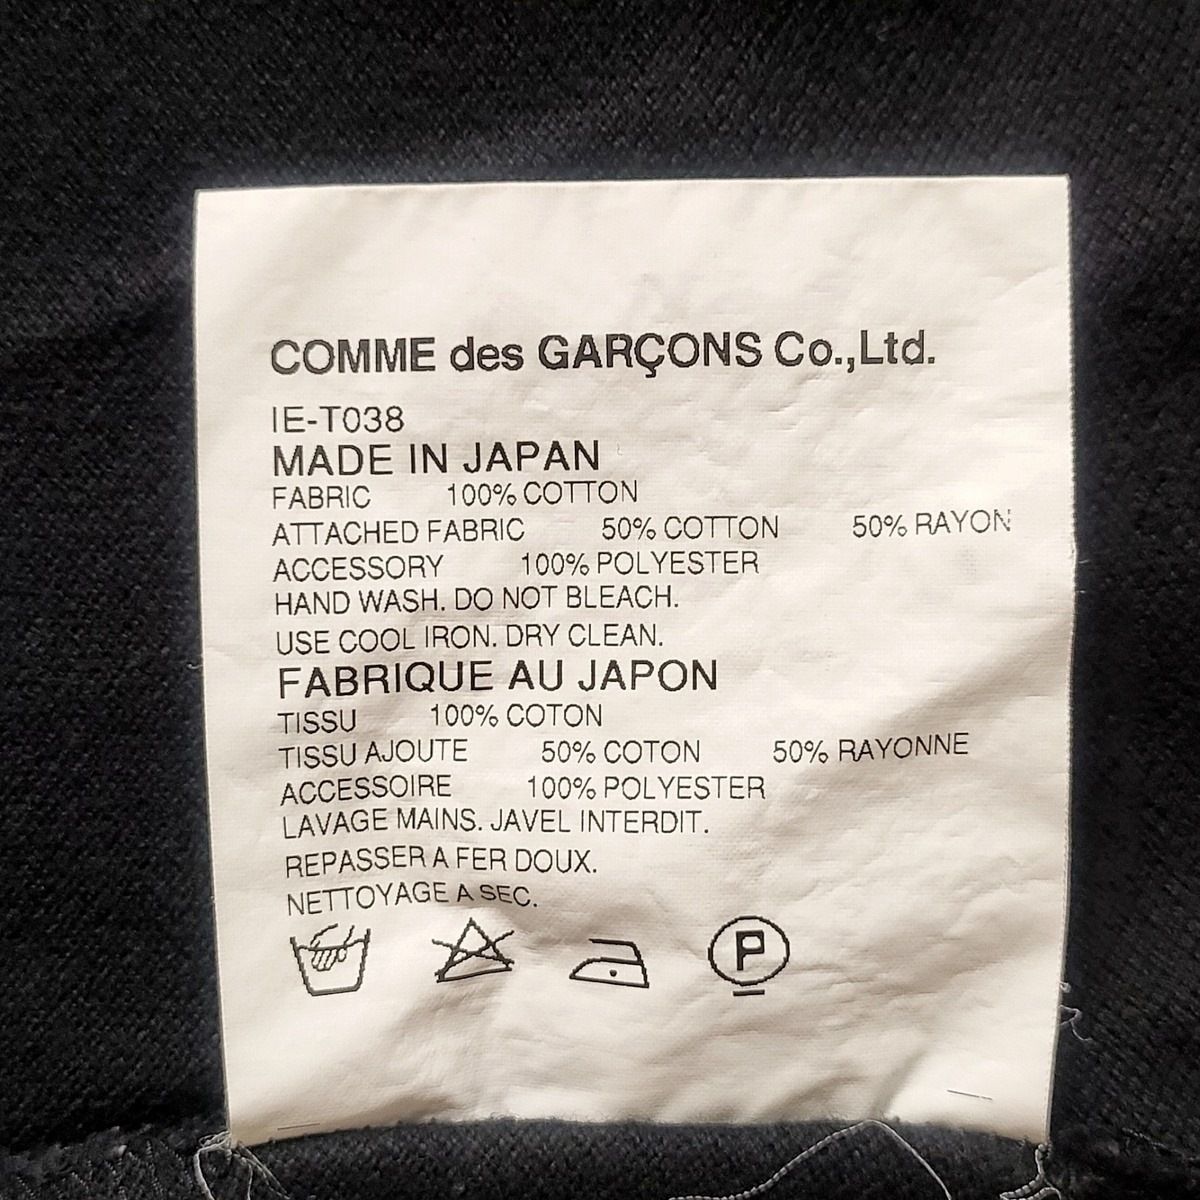 COMME des GARÇONS Co.,Ltd.
IE-T038
MADE IN JAPAN
FABRIC 100% COTTON
ATTACHED FABRIC 50% COTTON 50% RAYON
ACCESSORY 100% POLYESTER
HAND WASH. DO NOT BLEACH.
USE COOL IRON. DRY CLEAN.
FABRIQUE AU JAPON
TISSU 100% COTON
TISSU AJOUTE 50% COTON 50% RAYONNE
ACCESSOIRE 100% POLYESTER
LAVAGE MAINS. JAVEL INTERDIT.
REPASSER A FER DOUX.
NETTOYAGE A SEC.
P